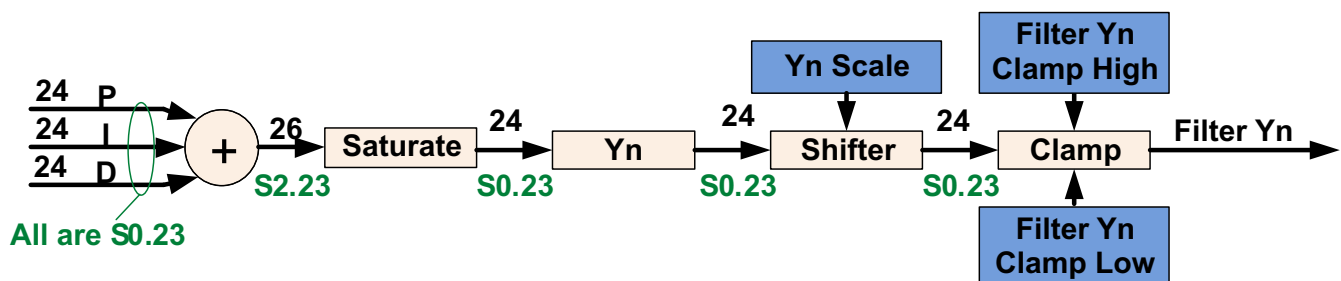 24 P
24 I
24 D
All are S0.23
+
26
S2.23
Saturate
24
S0.23
Yn
24
S0.23
Yn Scale
Shifter
24
S0.23
Filter Yn
Clamp High
Clamp
Filter Yn
Clamp Low
Filter Yn